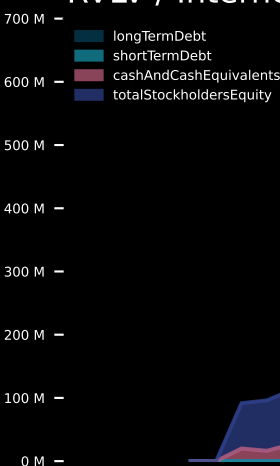 700 M
longTermDebt
shortTermDebt
cashAndCashEquivalents
totalStockholdersEquity
600 M
500 M
400 M
300 M
200 M
100 M
0 M